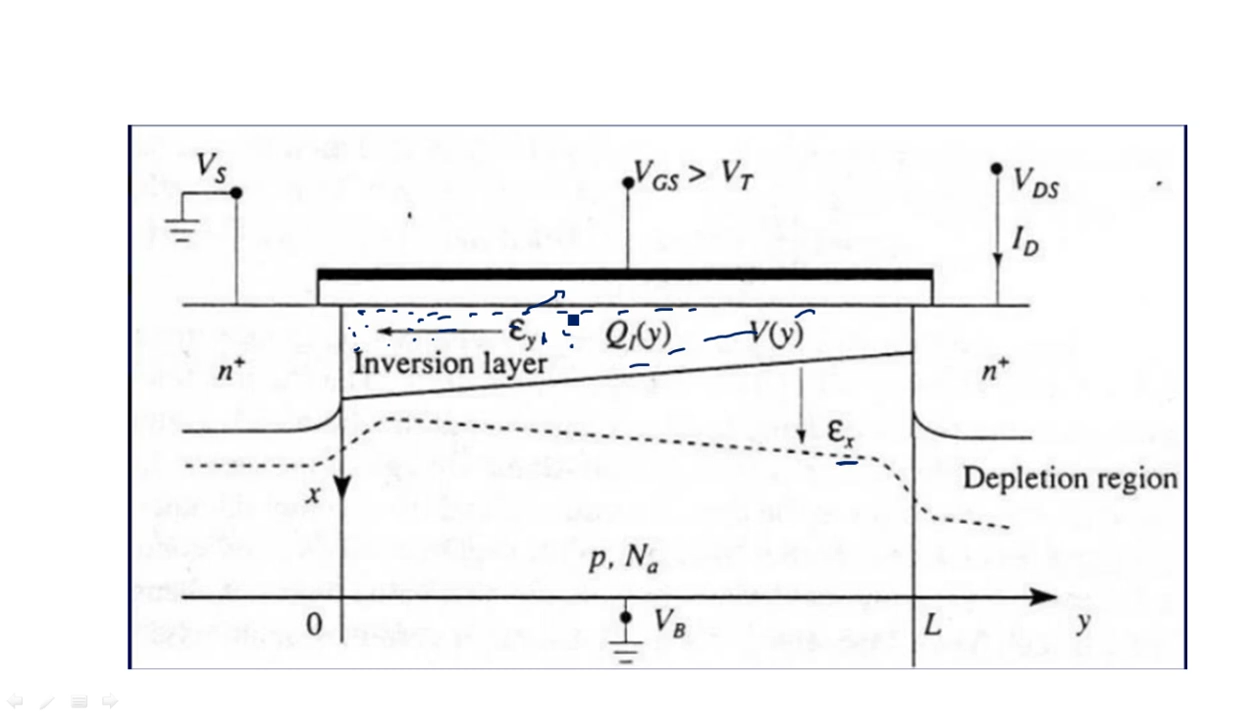 V_S
V_GS > V_T
V_DS
I_D
ε_y
Q_I(y)
V(y)
Inversion layer
n⁺
n⁺
ε_x
x
Depletion region
p, N_a
0
V_B
L
y